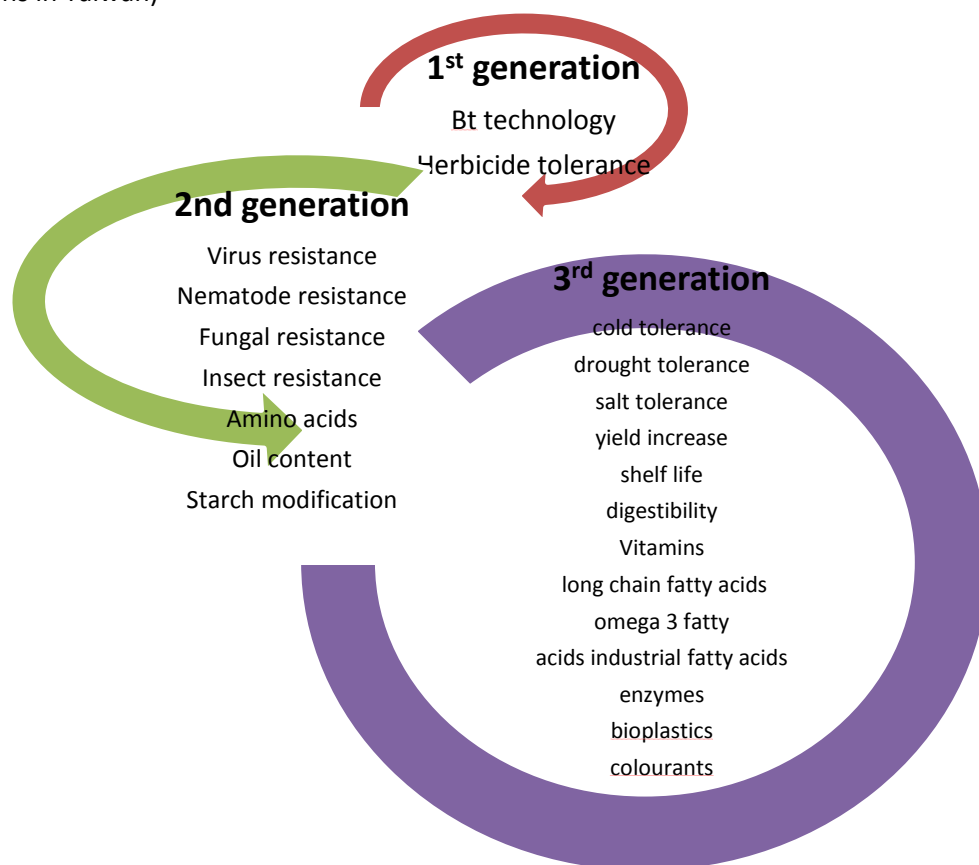 in Taiwan)
1st generation
Bt technology
Herbicide tolerance
2nd generation
Virus resistance
Nematode resistance
Fungal resistance
Insect resistance
Amino acids
Oil content
Starch modification
3rd generation
cold tolerance
drought tolerance
salt tolerance
yield increase
shelf life
digestibility
Vitamins
long chain fatty acids
omega 3 fatty
acids industrial fatty acids
enzymes
bioplastics
colourants